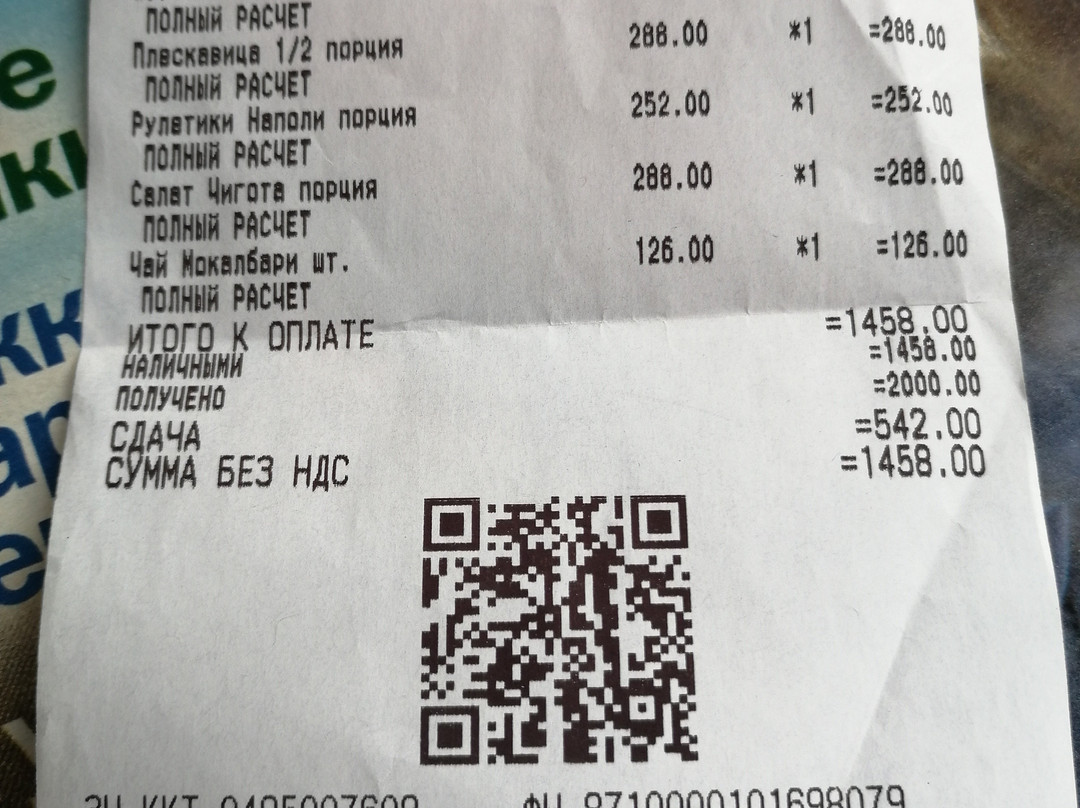 ПОЛНЫЙ РАСЧЕТ
Плескавица 1/2 порция 288.00 *1 =288.00
ПОЛНЫЙ РАСЧЕТ
Рулетики Наполи порция 252.00 *1 =252.00
ПОЛНЫЙ РАСЧЕТ
Салат Чигота порция 288.00 *1 =288.00
ПОЛНЫЙ РАСЧЕТ
Чай Мокалбари шт. 126.00 *1 =126.00
ПОЛНЫЙ РАСЧЕТ
ИТОГО К ОПЛАТЕ =1458.00
НАЛИЧНЫМИ =1458.00
ПОЛУЧЕНО =2000.00
СДАЧА =542.00
СУММА БЕЗ НДС =1458.00